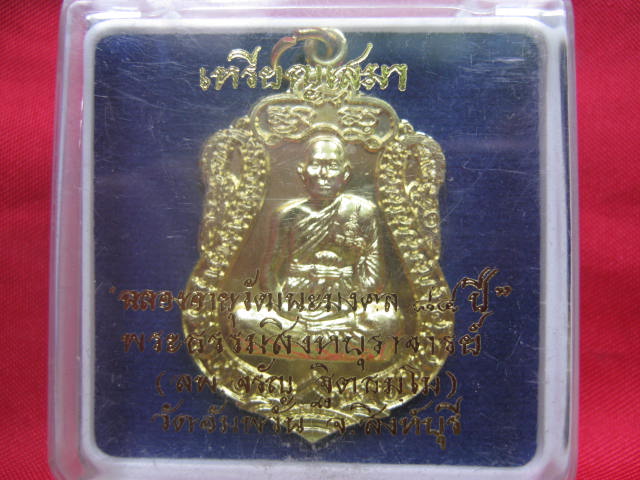 เหรียญเสมา
"ฉลองอายุวัฒนะมงคล ๘๔ ปี"
พระธรรมสิงหบุราจารย์
(ลพ จรัญ ฐิตธมฺโม)
วัดอัมพวัน จ.สิงห์บุรี